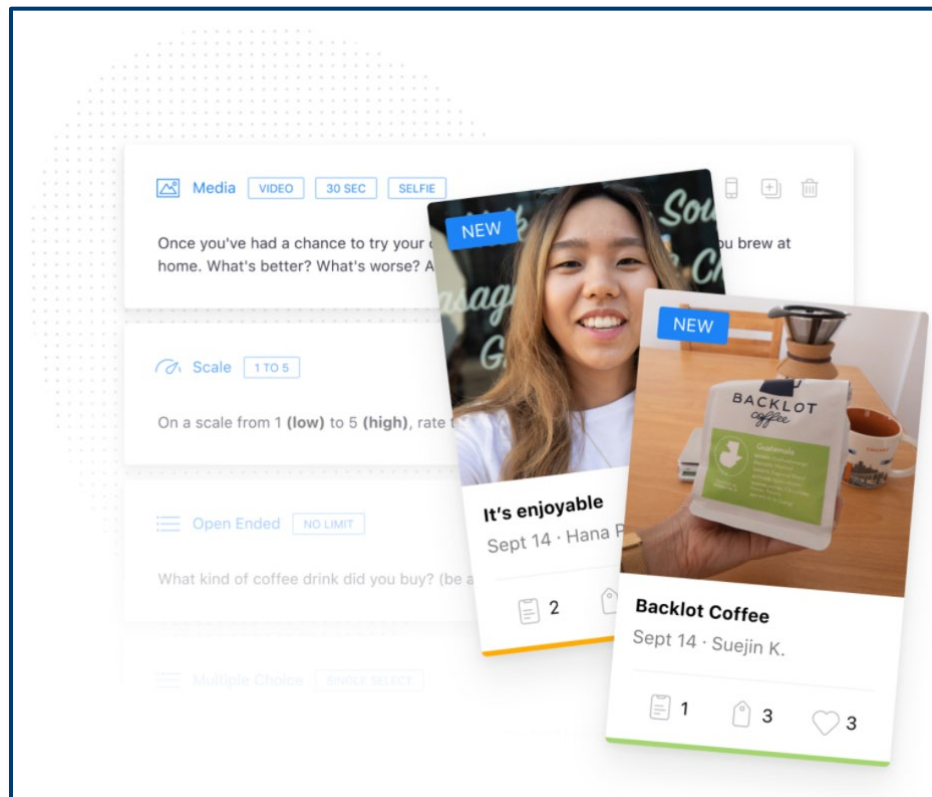 Media VIDEO 30 SEC SELFIE
Once you've had a chance to try your
ou brew at
home. What's better? What's worse? A
Scale 1 TO 5
On a scale from 1 (low) to 5 (high), rate
Open Ended NO LIMIT
What kind of coffee drink did you buy? (be a
Multiple Choice SINGLE SELECT
NEW
Sou
It's enjoyable
Sept 14 · Hana P
2
NEW
BACKLOT
coffee
Guatemala
Backlot Coffee
Sept 14 · Suejin K.
1 3 3